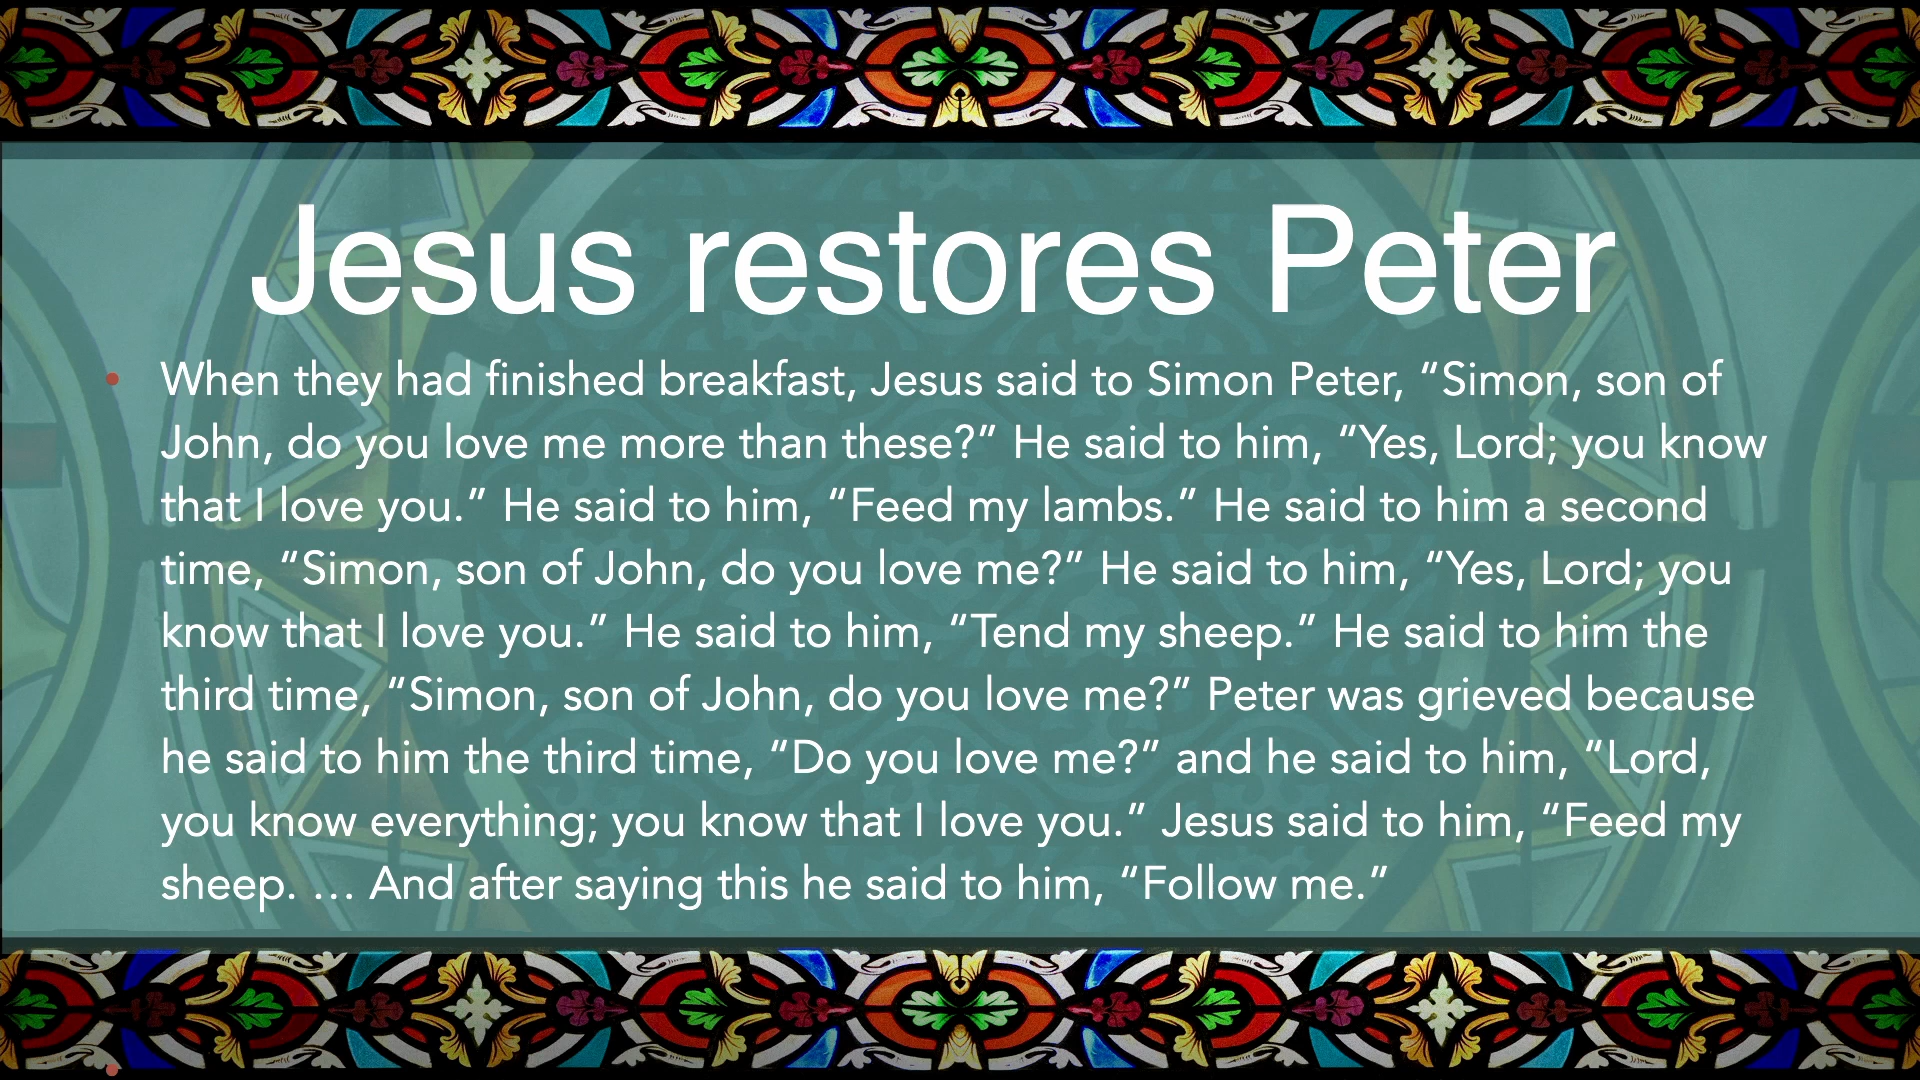 Jesus restores Peter
• When they had finished breakfast, Jesus said to Simon Peter, “Simon, son of
John, do you love me more than these?” He said to him, “Yes, Lord; you know
that I love you.” He said to him, “Feed my lambs.” He said to him a second
time, “Simon, son of John, do you love me?” He said to him, “Yes, Lord; you
know that I love you.” He said to him, “Tend my sheep.” He said to him the
third time, “Simon, son of John, do you love me?” Peter was grieved because
he said to him the third time, “Do you love me?” and he said to him, “Lord,
you know everything; you know that I love you.” Jesus said to him, “Feed my
sheep. … And after saying this he said to him, “Follow me.”